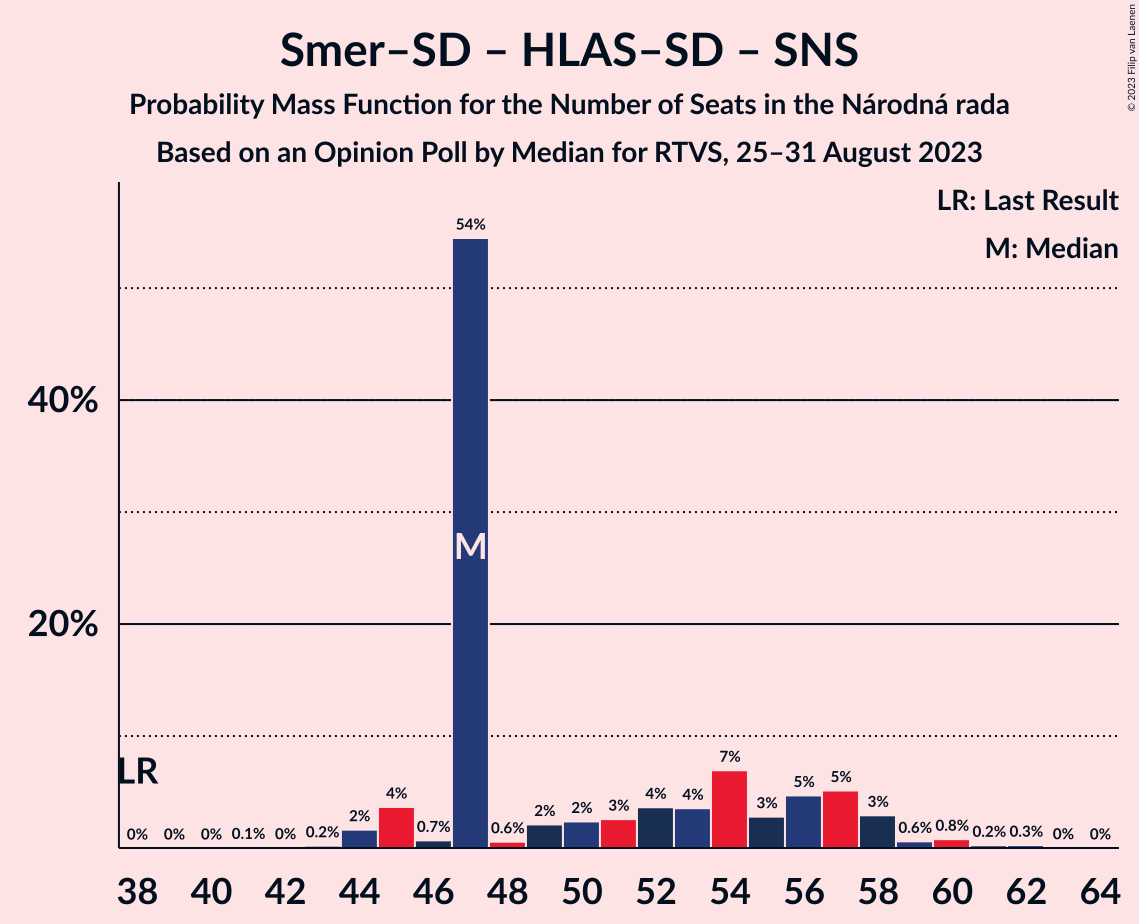 Smer–SD – HLAS–SD – SNS
Probability Mass Function for the Number of Seats in the Národná rada
Based on an Opinion Poll by Median for RTVS, 25–31 August 2023
© 2023 Filip van Laenen
LR: Last Result
M: Median
54%
40%
M
20%
LR
0% 0% 0% 0.1% 0% 0.2% 2% 4% 0.7% 0.6% 2% 2% 3% 4% 4% 7% 3% 5% 5% 3% 0.6% 0.8% 0.2% 0.3% 0% 0%
38 40 42 44 46 48 50 52 54 56 58 60 62 64